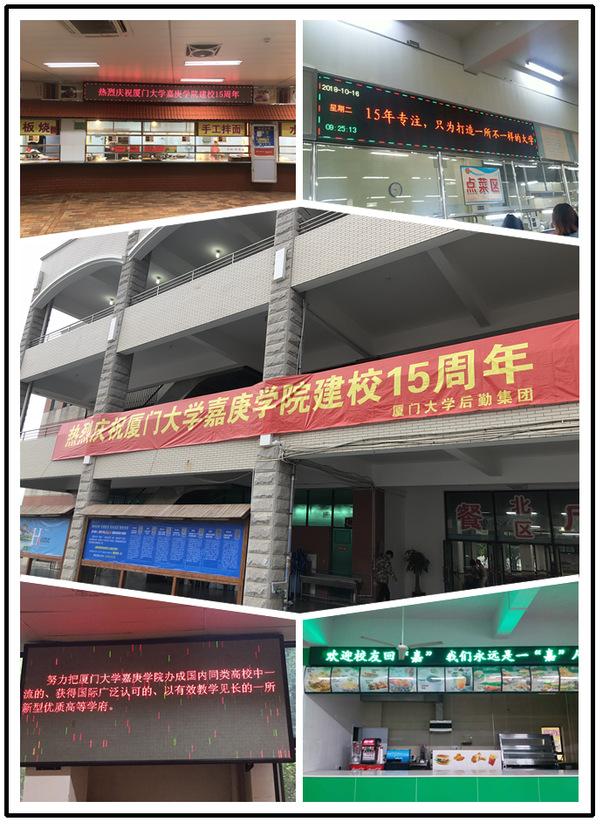 热烈庆祝厦门大学嘉庚学院建校15周年
板烧
手工拌面
2018-10-16
星期二
09:25:13
15年专注，只为打造一所不一样的大学
点菜区
热烈庆祝厦门大学嘉庚学院建校15周年
厦门大学后勤集团
北
餐 区 厅
努力把厦门大学嘉庚学院办成国内同类高校中一
流的、获得国际广泛认可的、以有效教学见长的一所
新型优质高等学府。
欢迎校友回“嘉” 我们永远是一“嘉”人